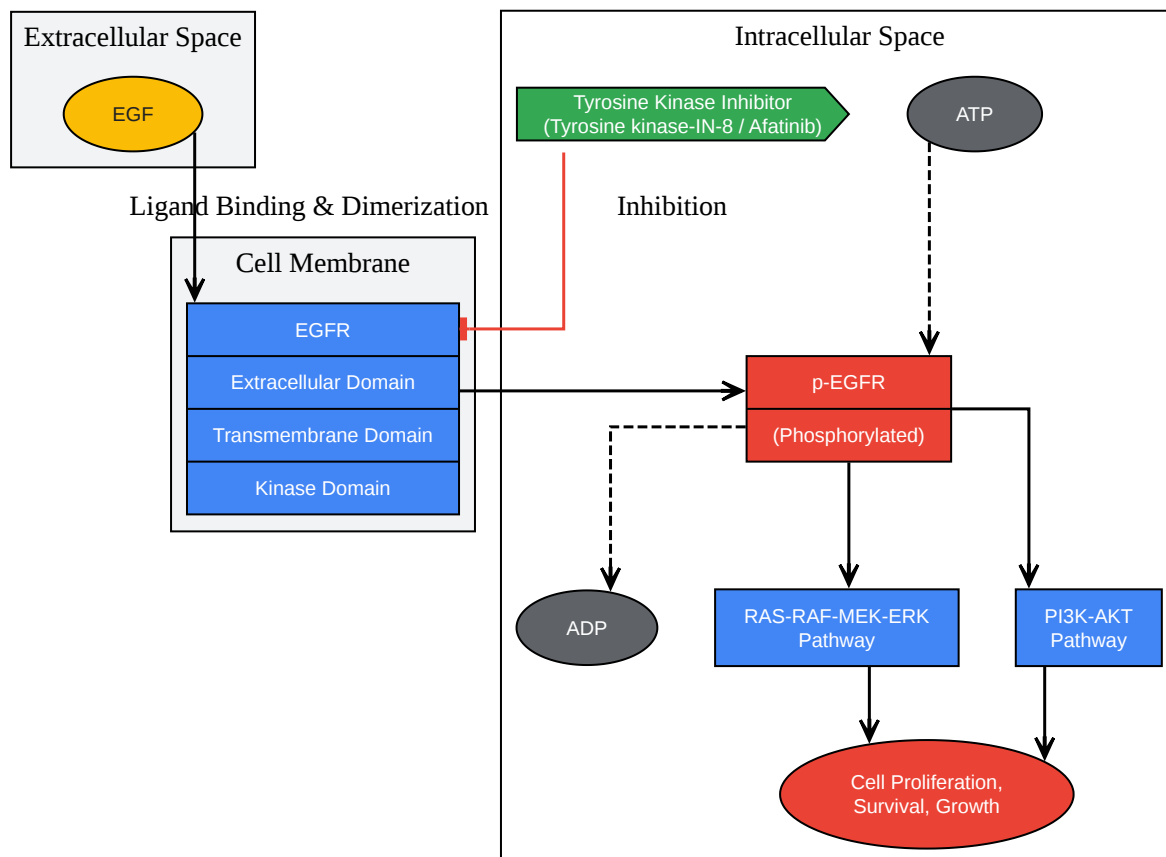 Extracellular Space
EGF
Intracellular Space
Tyrosine Kinase Inhibitor
(Tyrosine kinase-IN-8 / Afatinib)
ATP
Ligand Binding & Dimerization
Inhibition
Cell Membrane
EGFR
Extracellular Domain
Transmembrane Domain
Kinase Domain
p-EGFR
(Phosphorylated)
ADP
RAS-RAF-MEK-ERK
Pathway
PI3K-AKT
Pathway
Cell Proliferation,
Survival, Growth